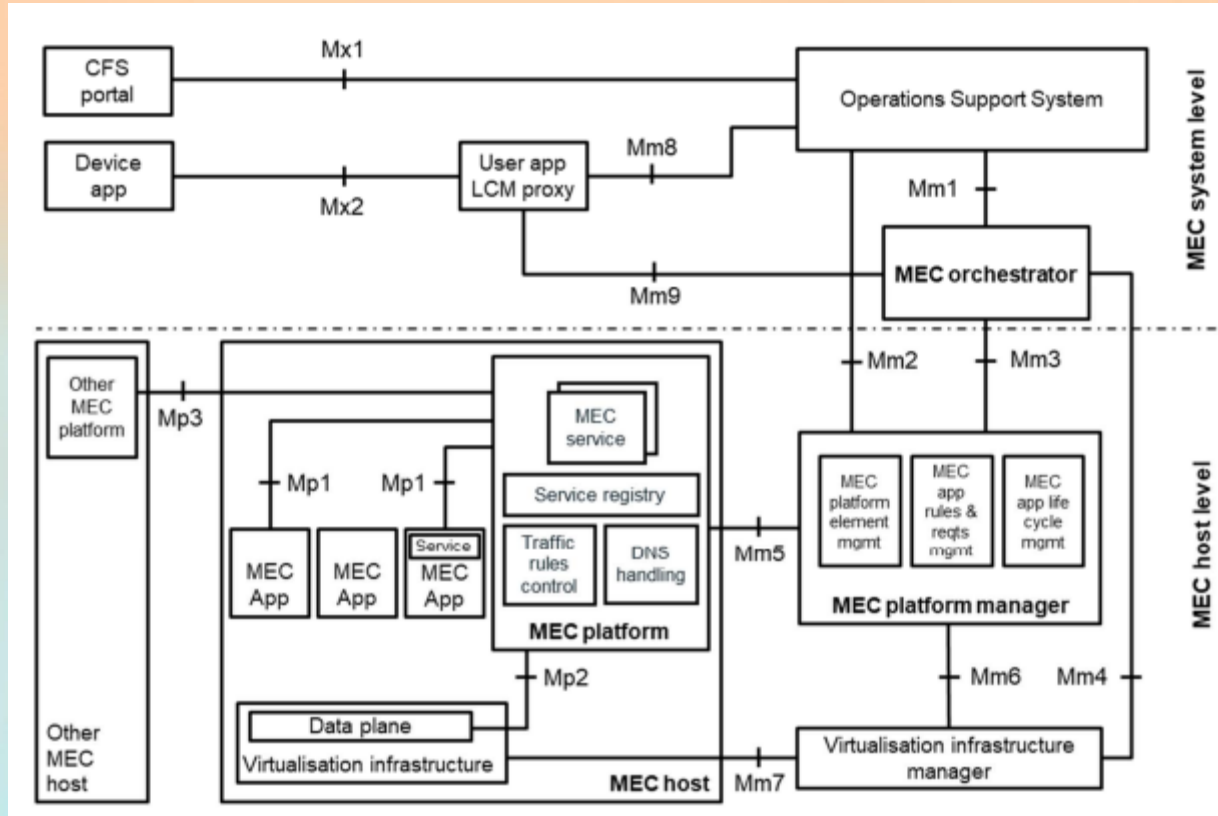 Mx1
CFS
portal
Operations Support System
Device
app
User app
LCM proxy
Mm8
Mx2
Mm1
MEC system level
MEC orchestrator
Mm9
Other
MEC
platform
Mp3
MEC
service
Mm2
Mm3
Mp1
Mp1
Service registry
MEC
platform
element
mgmt
MEC
app
rules &
reqts
mgmt
MEC
app life
cycle
mgmt
MEC host level
MEC
App
MEC
App
Service
MEC
App
Traffic
rules
control
DNS
handling
Mm5
MEC platform
MEC platform manager
Mp2
Mm6
Mm4
Data plane
Virtualisation infrastructure
Other
MEC
host
MEC host
Mm7
Virtualisation infrastructure
manager